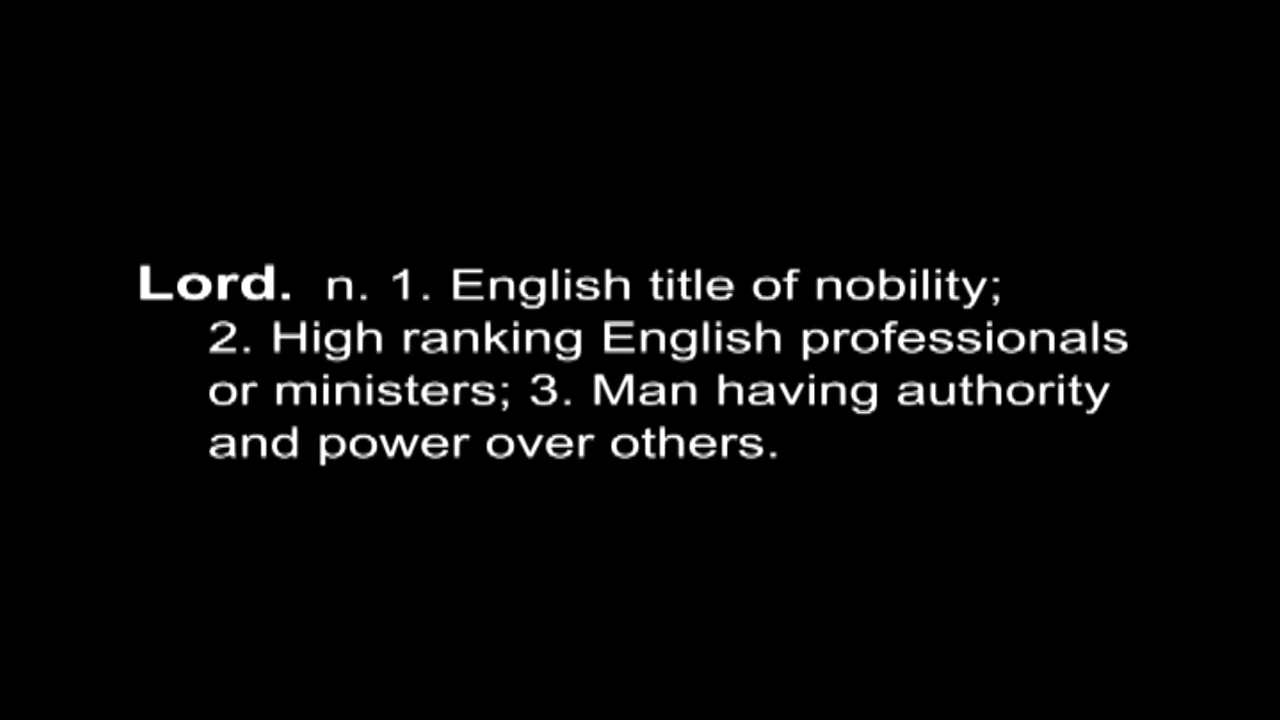 Lord. n. 1. English title of nobility;
2. High ranking English professionals
or ministers; 3. Man having authority
and power over others.